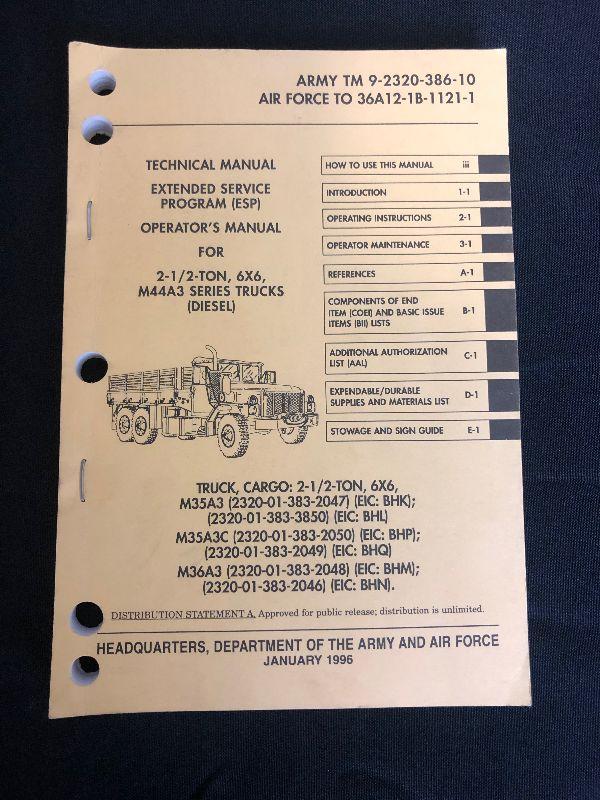 ARMY TM 9-2320-386-10
AIR FORCE TO 36A12-1B-1121-1
TECHNICAL MANUAL
EXTENDED SERVICE
PROGRAM (ESP)
OPERATOR'S MANUAL
FOR
2-1/2-TON, 6X6,
M44A3 SERIES TRUCKS
(DIESEL)
HOW TO USE THIS MANUAL iii
INTRODUCTION 1-1
OPERATING INSTRUCTIONS 2-1
OPERATOR MAINTENANCE 3-1
REFERENCES A-1
COMPONENTS OF END
ITEM (COEI) AND BASIC ISSUE B-1
ITEMS (BII) LISTS
ADDITIONAL AUTHORIZATION
LIST (AAL) C-1
EXPENDABLE/DURABLE
SUPPLIES AND MATERIALS LIST D-1
STOWAGE AND SIGN GUIDE E-1
TRUCK, CARGO: 2-1/2-TON, 6X6,
M35A3 (2320-01-383-2047) (EIC: BHK);
(2320-01-383-3850) (EIC: BHL)
M35A3C (2320-01-383-2050) (EIC: BHP);
(2320-01-383-2049) (EIC: BHQ)
M36A3 (2320-01-383-2048) (EIC: BHM);
(2320-01-383-2046) (EIC: BHN).
DISTRIBUTION STATEMENT A. Approved for public release; distribution is unlimited.
HEADQUARTERS, DEPARTMENT OF THE ARMY AND AIR FORCE
JANUARY 1996